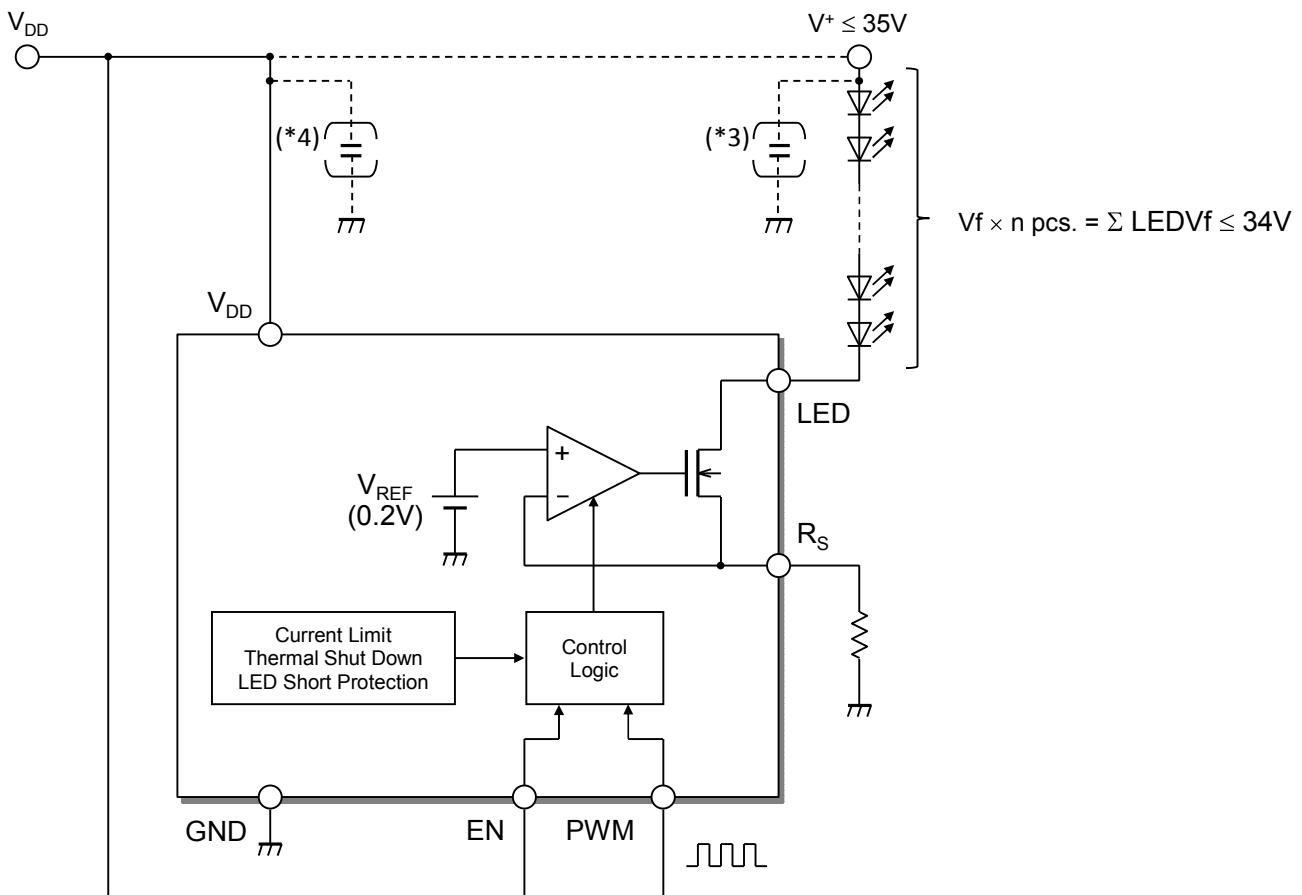 VDD
V+ ≤ 35V
(*4)
(*3)
Vf × n pcs. = Σ LEDVf ≤ 34V
VDD
LED
+
−
VREF
(0.2V)
RS
Current Limit
Thermal Shut Down
LED Short Protection
Control
Logic
GND
EN
PWM